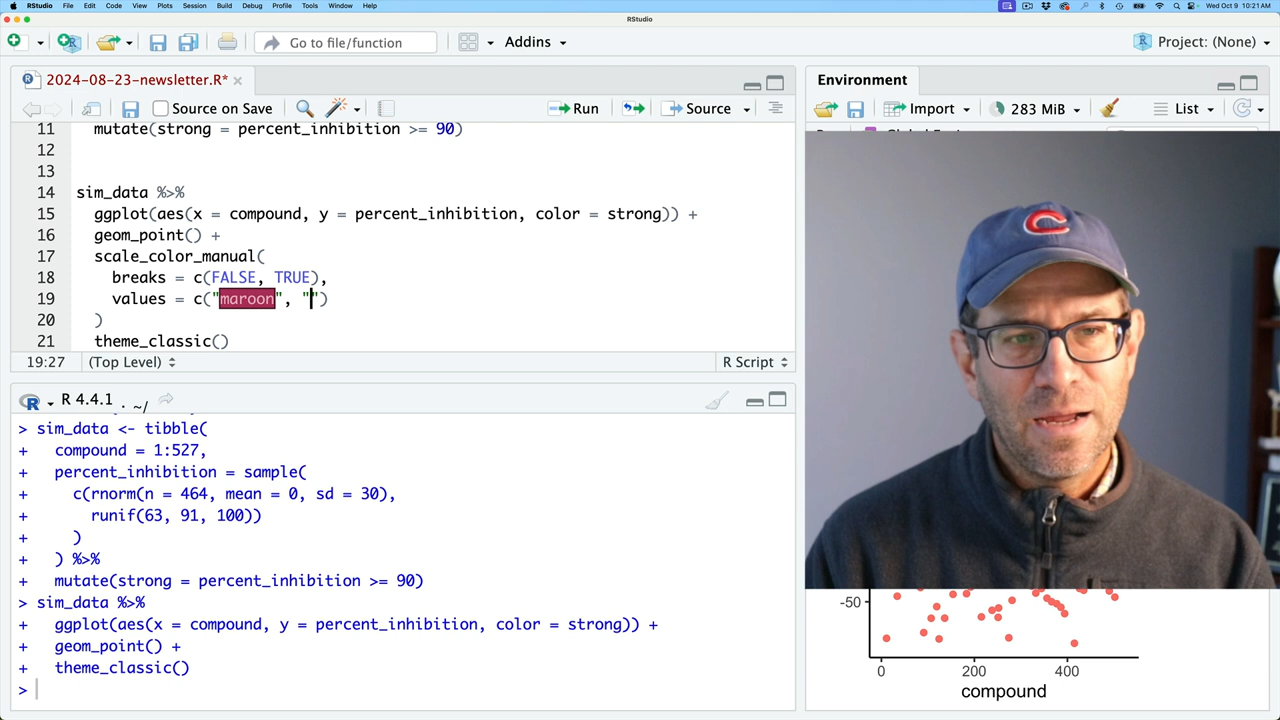 RStudio File Edit Code View Plots Session Build Debug Profile Tools Window Help
Wed Oct 9 10:21 AM
RStudio
Go to file/function
Addins
Project: (None)
2024-08-23-newsletter.R*
Source on Save
Run
Source
11 mutate(strong = percent_inhibition >= 90)
12
13
14 sim_data %>%
15 ggplot(aes(x = compound, y = percent_inhibition, color = strong)) +
16 geom_point() +
17 scale_color_manual(
18 breaks = c(FALSE, TRUE),
19 values = c("maroon", "")
20 )
21 theme_classic()
19:27 (Top Level) R Script
R 4.4.1 . ~/
> sim_data <- tibble(
+ compound = 1:527,
+ percent_inhibition = sample(
+ c(rnorm(n = 464, mean = 0, sd = 30),
+ runif(63, 91, 100))
+ )
+ ) %>%
+ mutate(strong = percent_inhibition >= 90)
> sim_data %>%
+ ggplot(aes(x = compound, y = percent_inhibition, color = strong)) +
+ geom_point() +
+ theme_classic()
>
Environment
Import 283 MiB List
C
-50
0 200 400
compound